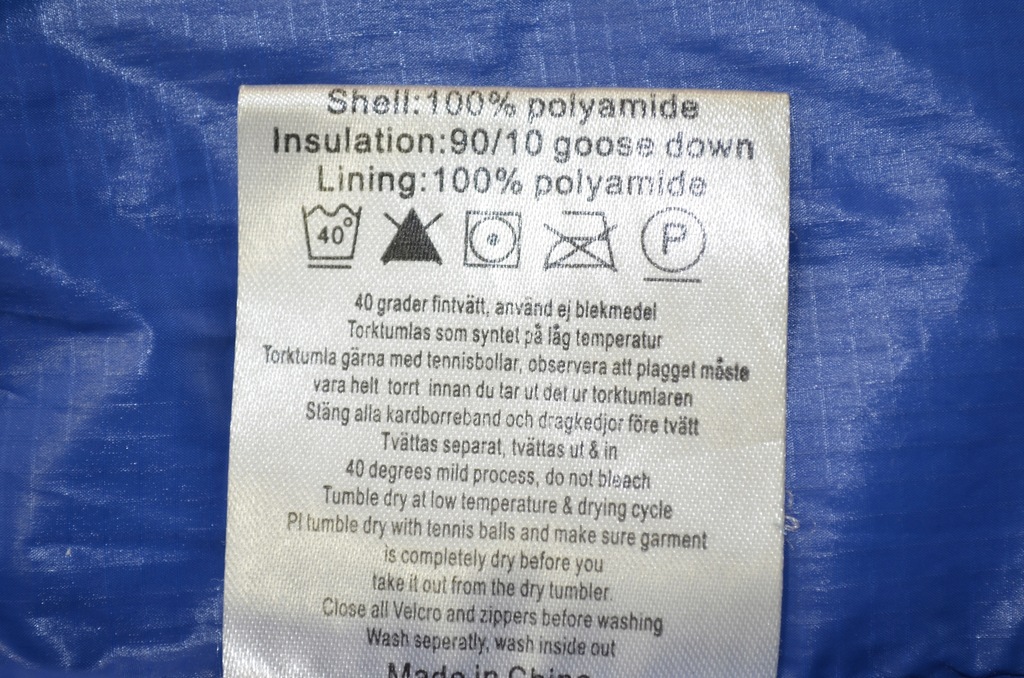 Shell:100% polyamide
Insulation:90/10 goose down
Lining:100% polyamide
40° P
40 grader fintvätt, använd ej blekmedel
Torktumlas som syntet på låg temperatur
Torktumla gärna med tennisbollar, observera att plagget måste
vara helt torrt innan du tar ut det ur torktumlaren
Stäng alla kardborreband och dragkedjor före tvätt
Tvättas separat, tvättas ut & in
40 degrees mild process, do not bleach
Tumble dry at low temperature & drying cycle
Pl tumble dry with tennis balls and make sure garment
is completely dry before you
take it out from the dry tumbler
Close all Velcro and zippers before washing
Wash seperatly, wash inside out
Made in China